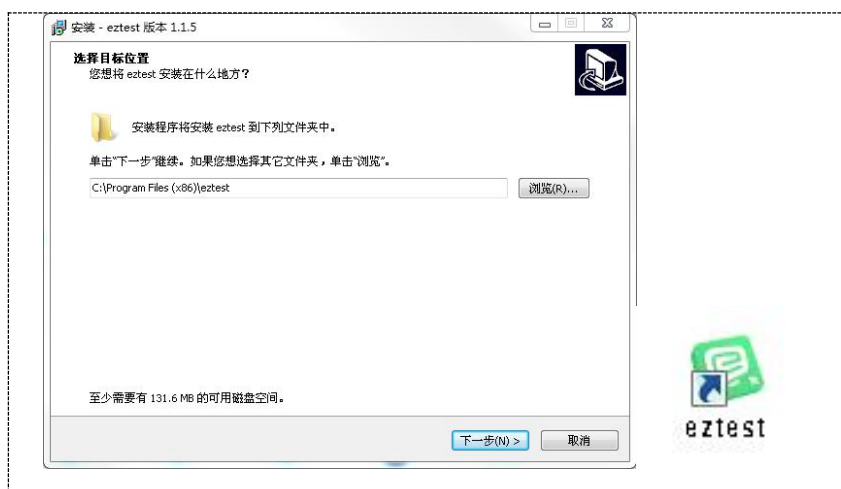 安装 - eztest 版本 1.1.5
选择目标位置
您想将 eztest 安装在什么地方？
安装程序将安装 eztest 到下列文件夹中。
单击“下一步”继续。如果您想选择其它文件夹，单击“浏览”。
C:\Program Files (x86)\eztest
浏览(R)...
至少需要有 131.6 MB 的可用磁盘空间。
下一步(N) >
取消
eztest